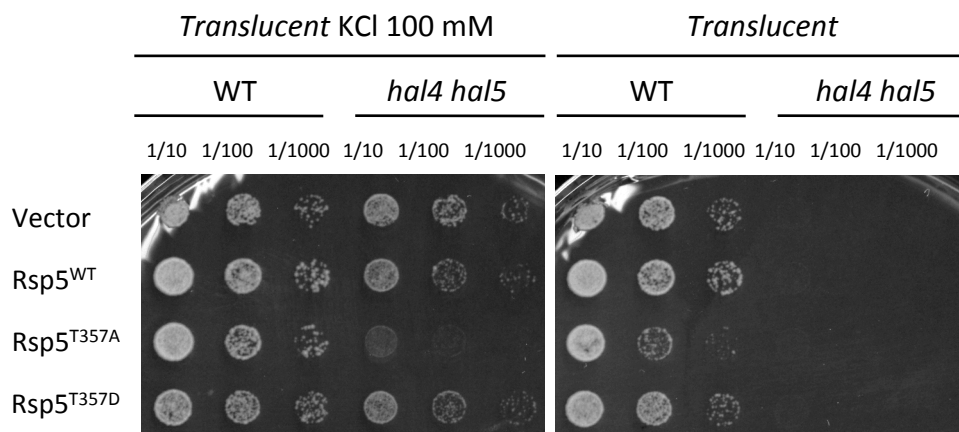 Translucent KCl 100 mM Translucent
WT hal4 hal5 WT hal4 hal5
1/10 1/100 1/1000 1/10 1/100 1/1000 1/10 1/100 1/1000 1/10 1/100 1/1000
Vector
Rsp5WT
Rsp5T357A
Rsp5T357D